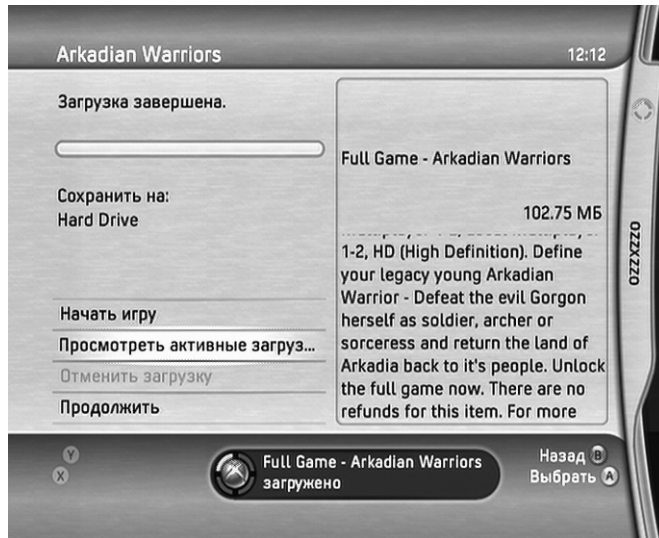 Arkadian Warriors
12:12
Загрузка завершена.
Сохранить на:
Hard Drive
Начать игру
Просмотреть активные загруз...
Отменить загрузку
Продолжить
Full Game - Arkadian Warriors
102.75 МБ
1-2, HD (High Definition). Define
your legacy young Arkadian
Warrior - Defeat the evil Gorgon
herself as soldier, archer or
sorceress and return the land of
Arkadia back to it's people. Unlock
the full game now. There are no
refunds for this item. For more
OZZXZZO
Y
X
Full Game - Arkadian Warriors
загружено
Назад B
Выбрать A